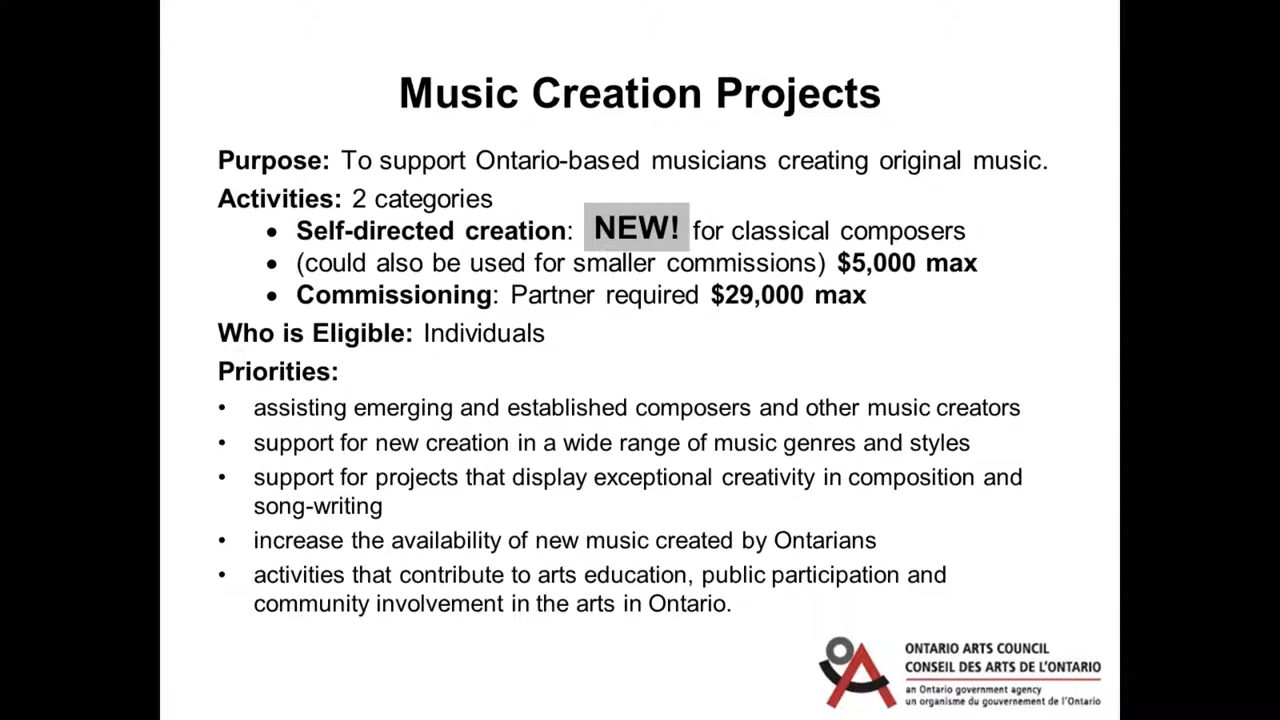 Music Creation Projects
Purpose: To support Ontario-based musicians creating original music.
Activities: 2 categories
• Self-directed creation: NEW! for classical composers
• (could also be used for smaller commissions) $5,000 max
• Commissioning: Partner required $29,000 max
Who is Eligible: Individuals
Priorities:
• assisting emerging and established composers and other music creators
• support for new creation in a wide range of music genres and styles
• support for projects that display exceptional creativity in composition and
song-writing
• increase the availability of new music created by Ontarians
• activities that contribute to arts education, public participation and
community involvement in the arts in Ontario.
ONTARIO ARTS COUNCIL
CONSEIL DES ARTS DE L'ONTARIO
an Ontario government agency
un organisme du gouvernement de l'Ontario